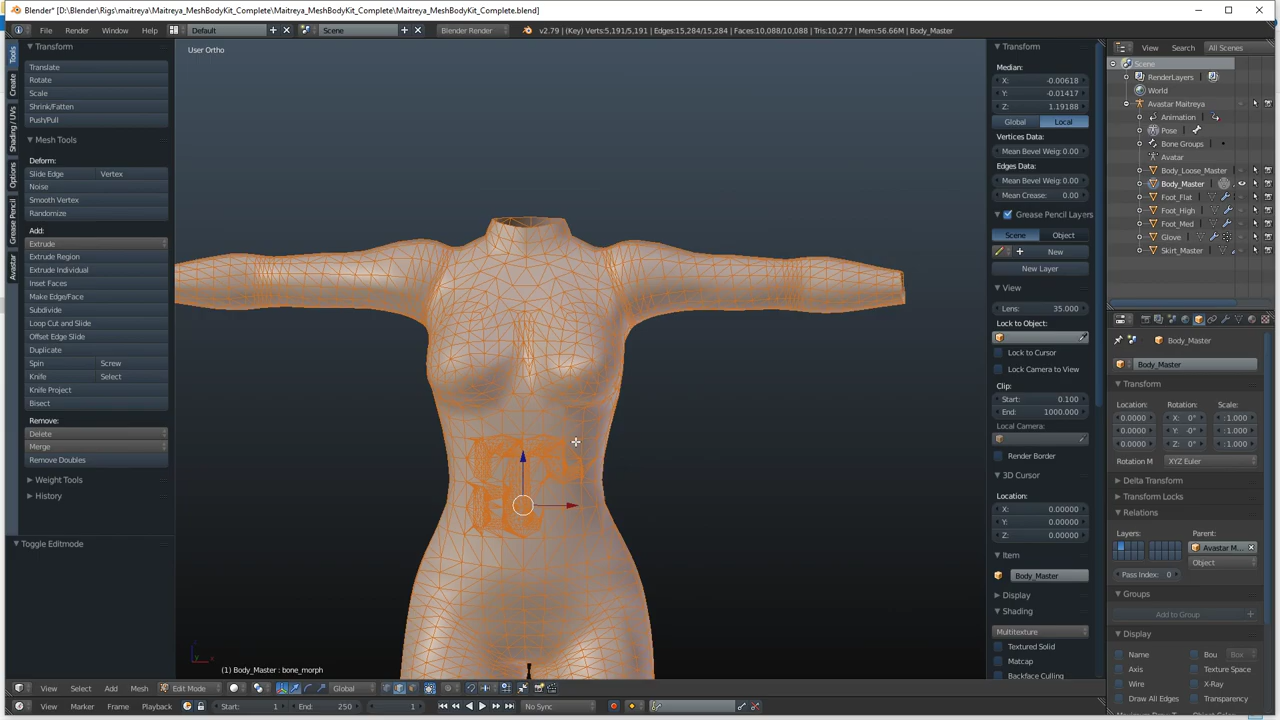 Blender* [D:\Blender\Rigs\maitreya\Maitreya_MeshBodyKit_Complete\Maitreya_MeshBodyKit_Complete\Maitreya_MeshBodyKit_Complete.blend]
File Render Window Help Default Scene Blender Render v2.79 | (Key) Verts:5,191/5,191 | Edges:15,284/15,284 | Faces:10,088/10,088 | Tris:10,277 | Mem:56.66M | Body_Master
Tools
Create
Shading / UVs
Options
Grease Pencil
Avastar
Transform
Translate
Rotate
Scale
Shrink/Fatten
Push/Pull
Mesh Tools
Deform:
Slide Edge Vertex
Noise
Smooth Vertex
Randomize
Add:
Extrude
Extrude Region
Extrude Individual
Inset Faces
Make Edge/Face
Subdivide
Loop Cut and Slide
Offset Edge Slide
Duplicate
Spin Screw
Knife Select
Knife Project
Bisect
Remove:
Delete
Merge
Remove Doubles
Weight Tools
History
Toggle Editmode
User Ortho
(1) Body_Master : bone_morph
Transform
Median:
X: -0.00618
Y: -0.01417
Z: 1.19188
Global Local
Vertices Data:
Mean Bevel Weig: 0.00
Edges Data:
Mean Bevel Weig: 0.00
Mean Crease: 0.00
Grease Pencil Layers
Scene Object
New
New Layer
View
Lens: 35.000
Lock to Object:
Lock to Cursor
Lock Camera to View
Clip:
Start: 0.100
End: 1000.000
Local Camera:
Render Border
3D Cursor
Location:
X: 0.00000
Y: 0.00000
Z: 0.00000
Item
Body_Master
Display
Shading
Multitexture
Textured Solid
Matcap
Backface Culling
View Search All Scenes
Scene
RenderLayers
World
Avastar Maitreya
Animation
Pose
Bone Groups
Avatar
Body_Loose_Master
Body_Master
Foot_Flat
Foot_High
Foot_Med
Glove
Skirt_Master
Body_Master
Body_Master
Transform
Location: Rotation: Scale:
0.0000 X: 0° :1.000
0.0000 Y: -0° :1.000
0.0000 Z: 0° :1.000
Rotation M XYZ Euler
Delta Transform
Transform Locks
Relations
Layers: Parent:
Avastar M...
Object
Pass Index: 0
Groups
Add to Group
Display
Name Bou Box
Axis Texture Space
Wire X-Ray
Draw All Edges Transparency
View Select Add Mesh Edit Mode Global
View Marker Frame Playback Start: 1 End: 250 1 No Sync